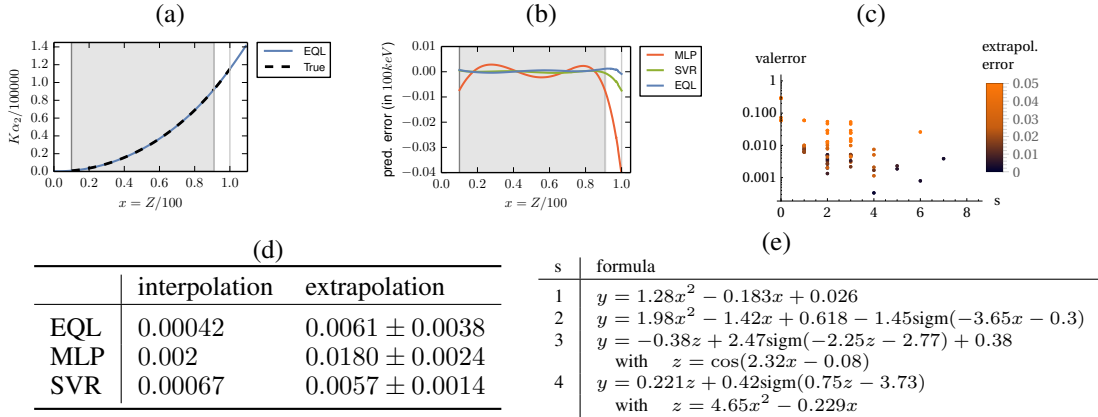 (a)
1.4
1.2
1.0
0.8
0.6
0.4
0.2
0.0
Kα₂/100000
0.0 0.2 0.4 0.6 0.8 1.0
x = Z/100
EQL
True
(b)
0.01
0.00
−0.01
−0.02
−0.03
−0.04
pred. error (in 100keV)
0.0 0.2 0.4 0.6 0.8 1.0
x = Z/100
MLP
SVR
EQL
(c)
valerror
1
0.100
0.010
0.001
0 2 4 6 8
s
extrapol.
error
0.05
0.04
0.03
0.02
0.01
0
(d)
interpolation extrapolation
EQL 0.00042 0.0061 ± 0.0038
MLP 0.002 0.0180 ± 0.0024
SVR 0.00067 0.0057 ± 0.0014
(e)
s formula
1 y = 1.28x² − 0.183x + 0.026
2 y = 1.98x² − 1.42x + 0.618 − 1.45sigm(−3.65x − 0.3)
3 y = −0.38z + 2.47sigm(−2.25z − 2.77) + 0.38
with z = cos(2.32x − 0.08)
4 y = 0.221z + 0.42sigm(0.75z − 3.73)
with z = 4.65x² − 0.229x